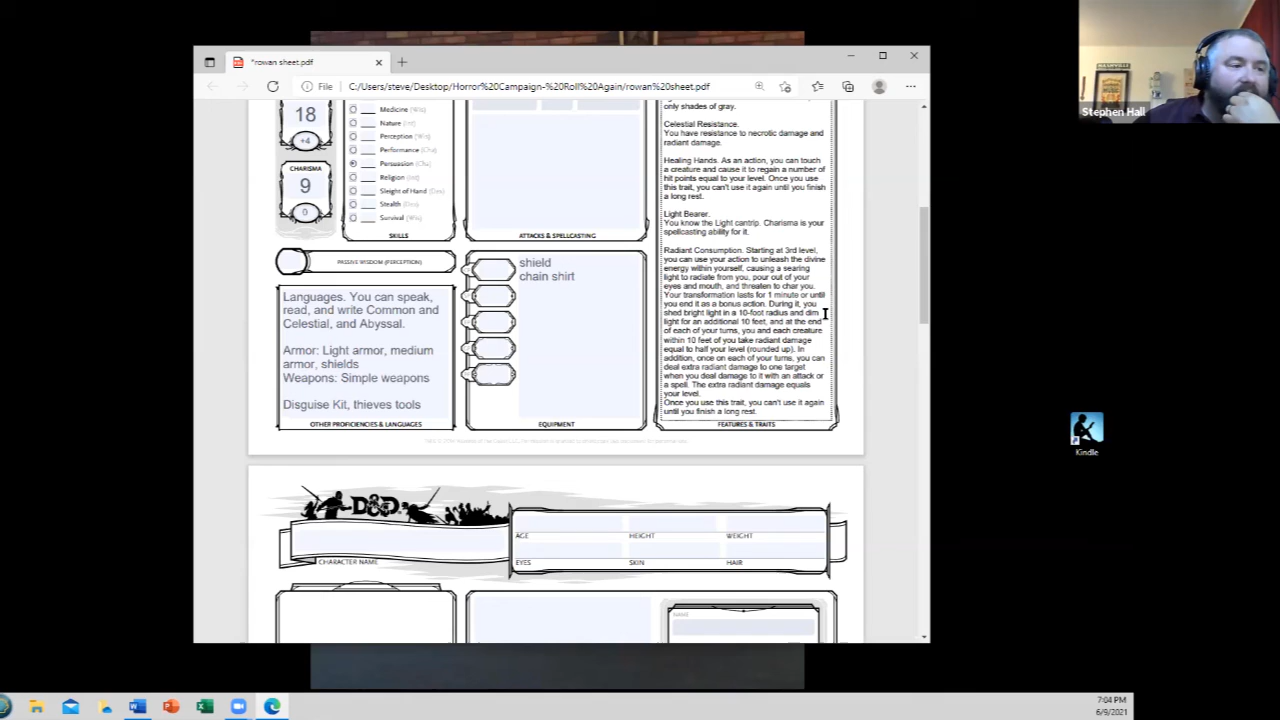 *rowan sheet.pdf
File
C:/Users/steve/Desktop/Horror%20Campaign-%20Roll%20Again/rowan%20sheet.pdf
Stephen Hall
18
+4
CHARISMA
9
0
Medicine (Wis)
Nature (Int)
Perception (Wis)
Performance (Cha)
Persuasion (Cha)
Religion (Int)
Sleight of Hand (Dex)
Stealth (Dex)
Survival (Wis)
SKILLS
ATTACKS & SPELLCASTING
PASSIVE WISDOM (PERCEPTION)
Languages. You can speak,
read, and write Common and
Celestial, and Abyssal.
Armor: Light armor, medium
armor, shields
Weapons: Simple weapons
Disguise Kit, thieves tools
OTHER PROFICIENCIES & LANGUAGES
shield
chain shirt
EQUIPMENT
only shades of gray.
Celestial Resistance.
You have resistance to necrotic damage and
radiant damage.
Healing Hands. As an action, you can touch
a creature and cause it to regain a number of
hit points equal to your level. Once you use
this trait, you can't use it again until you finish
a long rest.
Light Bearer.
You know the Light cantrip. Charisma is your
spellcasting ability for it.
Radiant Consumption. Starting at 3rd level,
you can use your action to unleash the divine
energy within yourself, causing a searing
light to radiate from you, pour out of your
eyes and mouth, and threaten to char you.
Your transformation lasts for 1 minute or until
you end it as a bonus action. During it, you
shed bright light in a 10-foot radius and dim
light for an additional 10 feet, and at the end
of each of your turns, you and each creature
within 10 feet of you take radiant damage
equal to half your level (rounded up). In
addition, once on each of your turns, you can
deal extra radiant damage to one target
when you deal damage to it with an attack or
a spell. The extra radiant damage equals
your level.
Once you use this trait, you can't use it again
until you finish a long rest.
FEATURES & TRAITS
D&D
CHARACTER NAME
AGE
HEIGHT
WEIGHT
EYES
SKIN
HAIR
NAME
Kindle
7:04 PM
6/9/2021